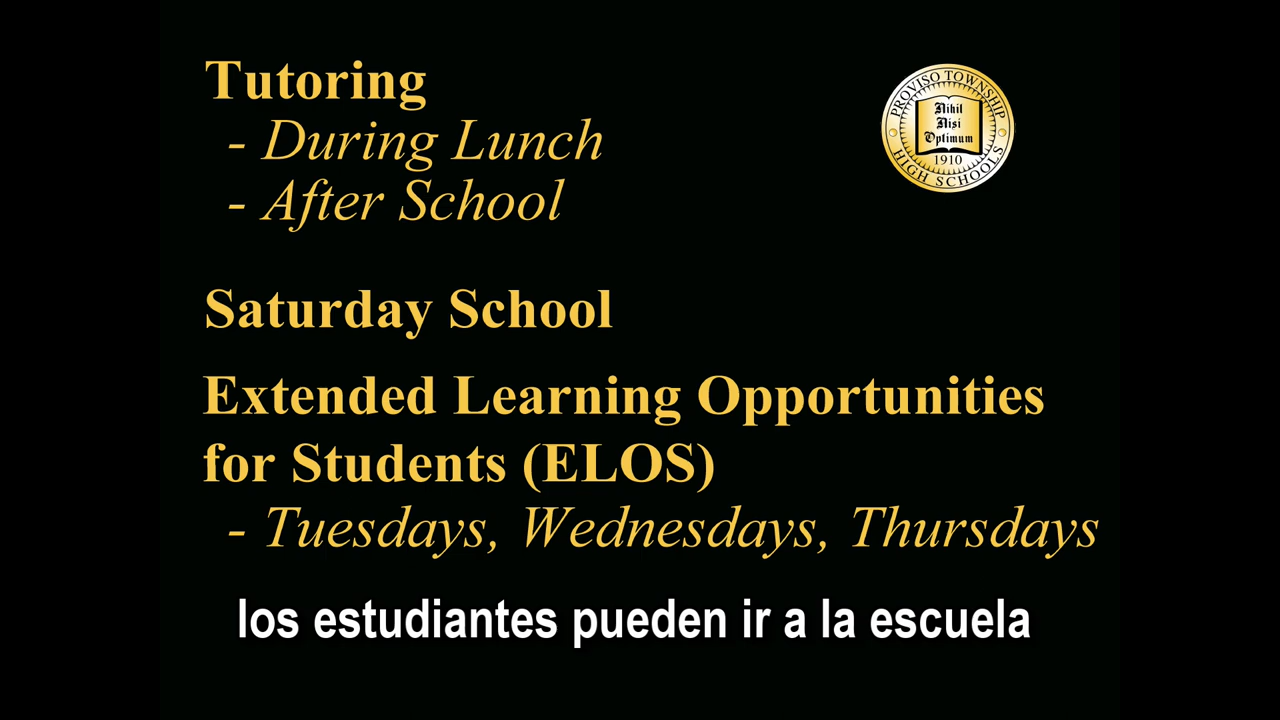 Tutoring
- During Lunch
- After School
PROVISO TOWNSHIP
Nihil
Nisi
Optimum
1910
HIGH SCHOOLS
Saturday School
Extended Learning Opportunities
for Students (ELOS)
- Tuesdays, Wednesdays, Thursdays
los estudiantes pueden ir a la escuela